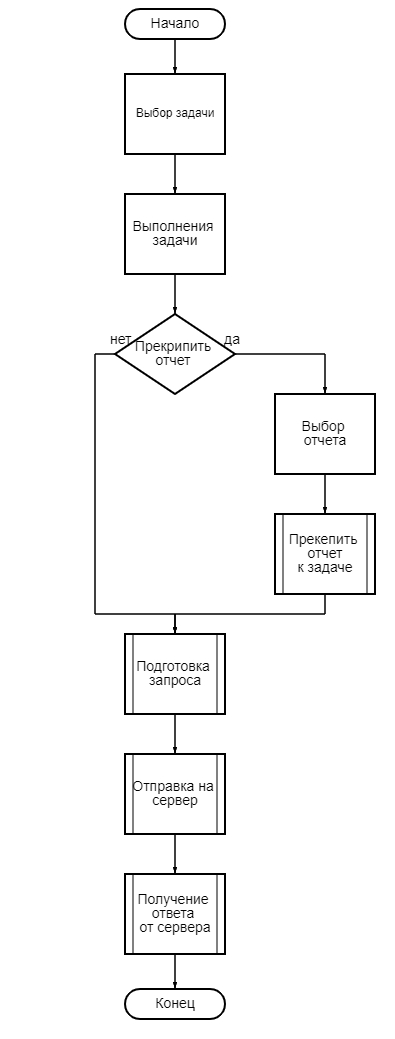 Начало
Выбор задачи
Выполнения
задачи
нет
Прекрипить
отчет
да
Выбор
отчета
Прекепить
отчет
к задаче
Подготовка
запроса
Отправка на
сервер
Получение
ответа
от сервера
Конец